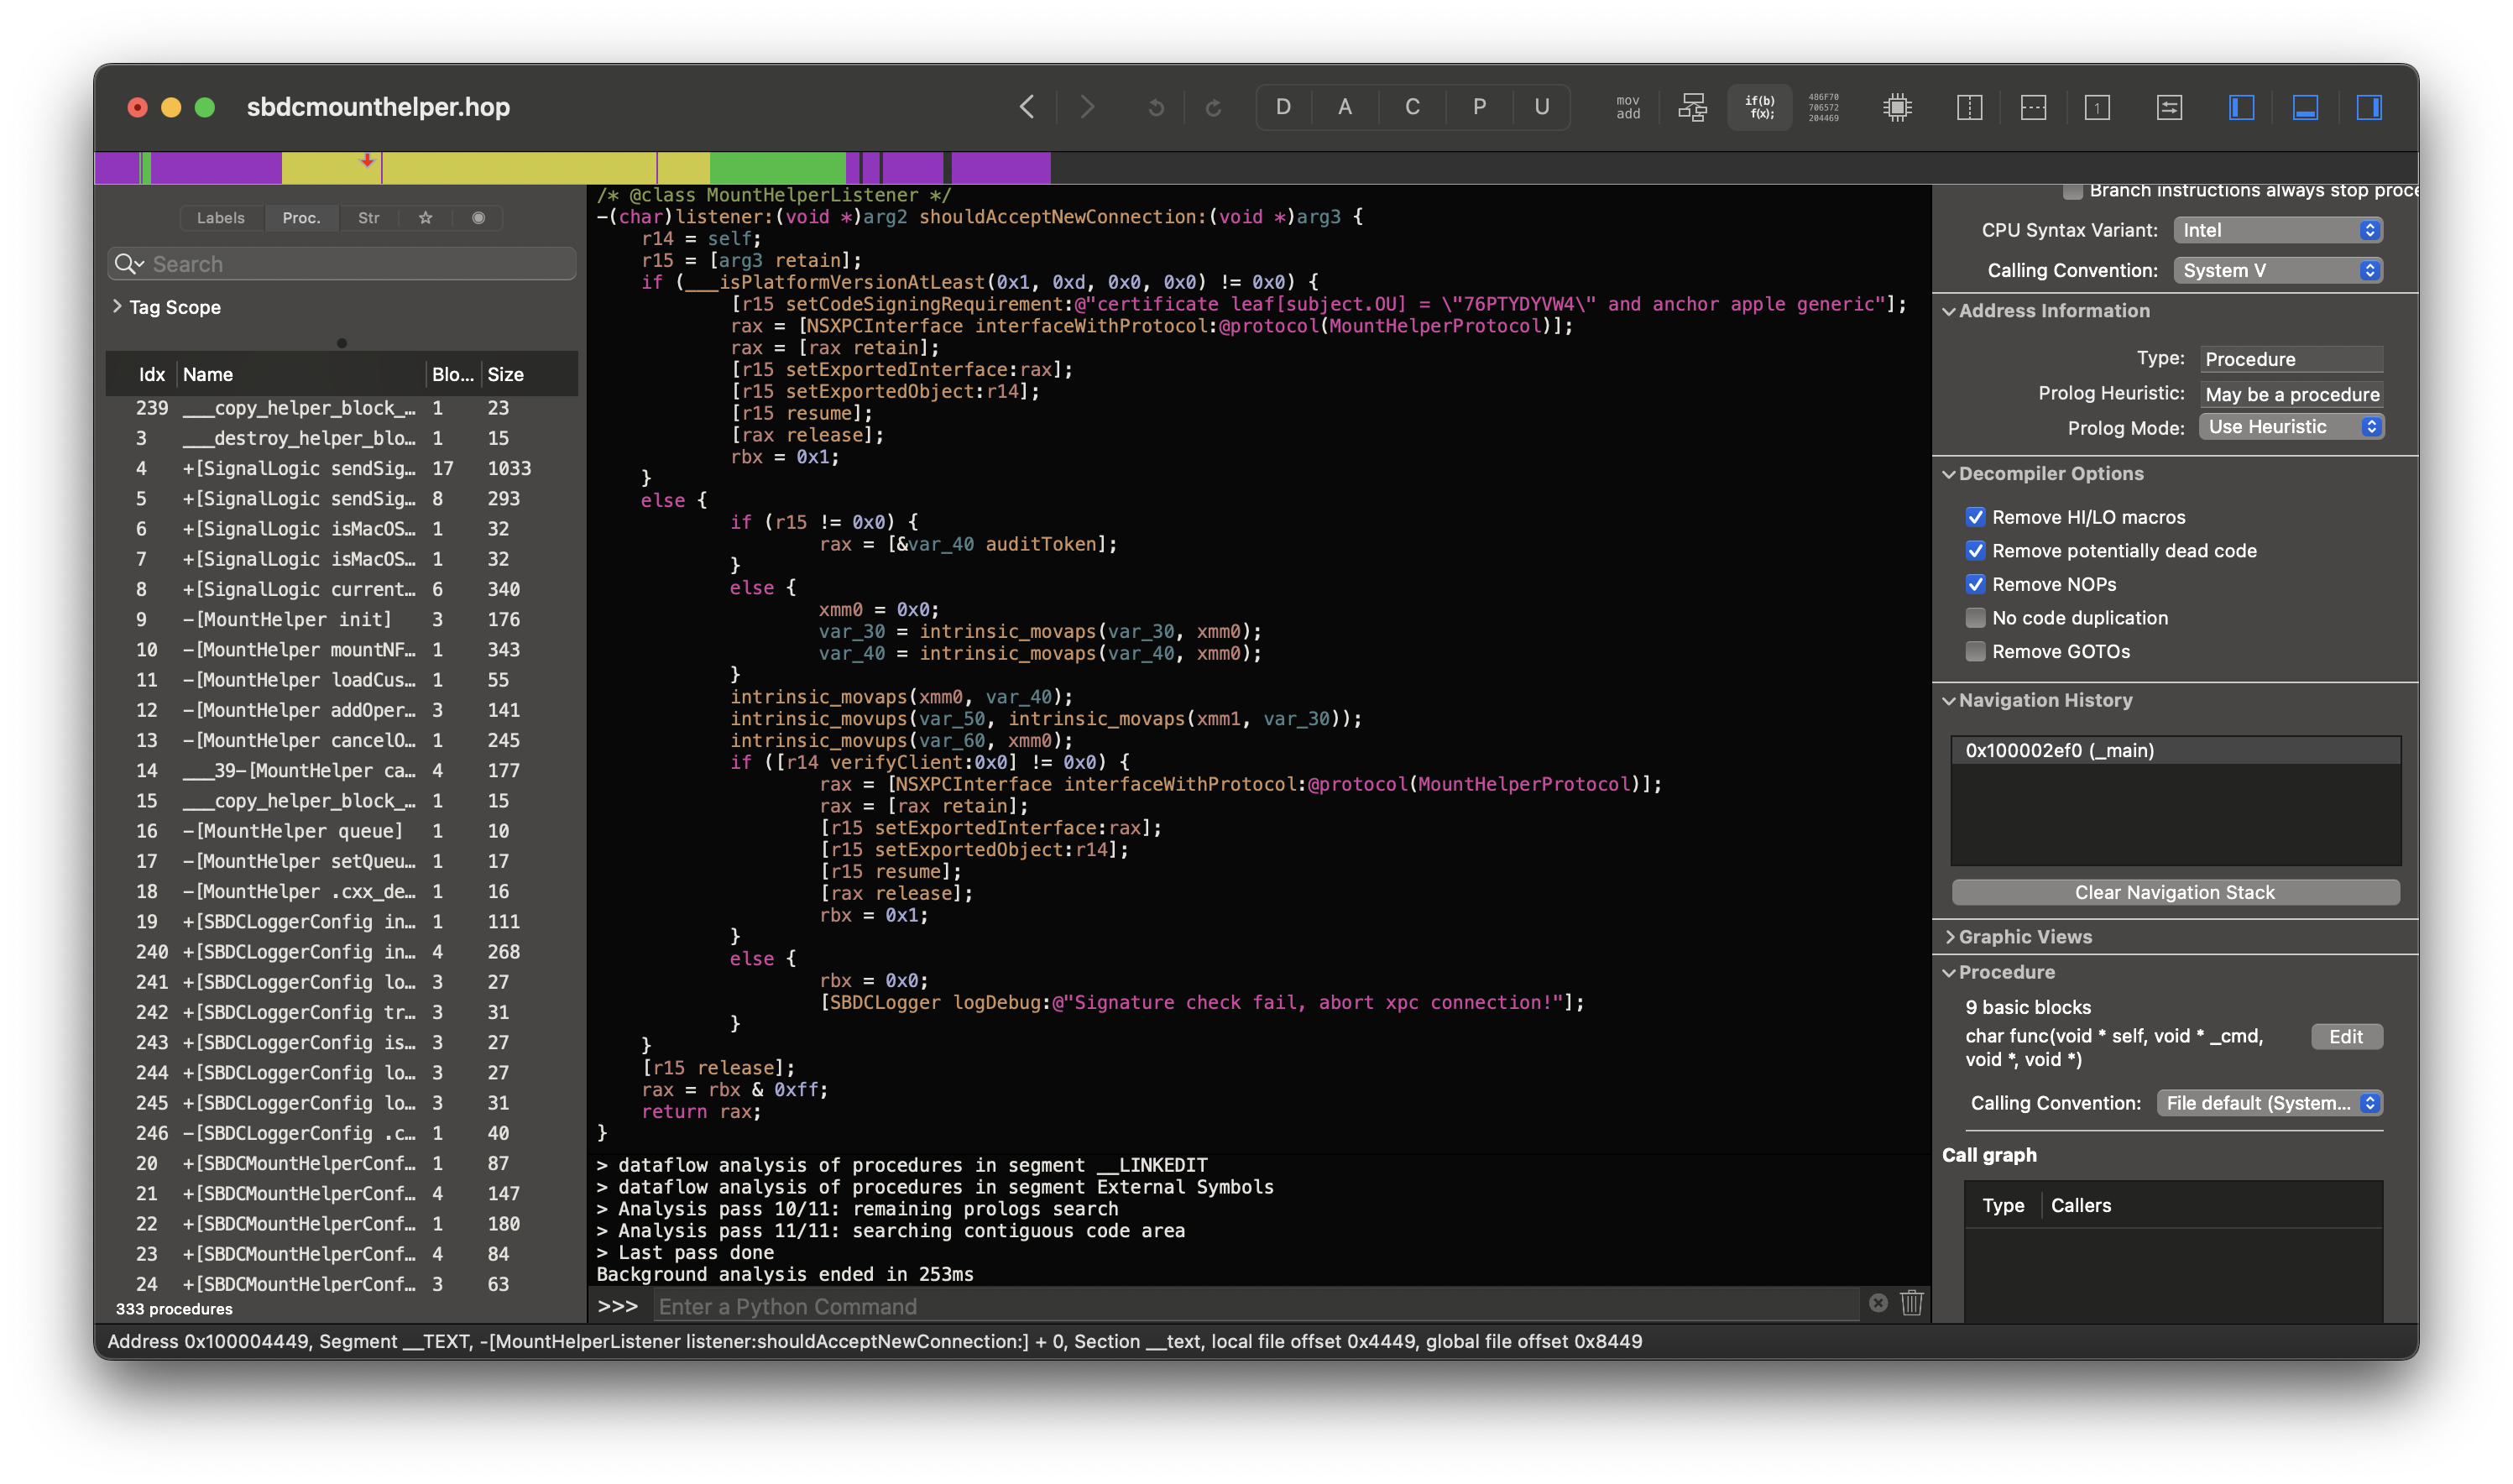 sbdcmounthelper.hop
D A C P U
mov
add
if(b)
f(x);
486F70
706572
204469
1
Labels Proc. Str
Search
Tag Scope
Idx Name Blo... Size
239 ___copy_helper_block_… 1 23
3 ___destroy_helper_blo… 1 15
4 +[SignalLogic sendSig… 17 1033
5 +[SignalLogic sendSig… 8 293
6 +[SignalLogic isMacOS… 1 32
7 +[SignalLogic isMacOS… 1 32
8 +[SignalLogic current… 6 340
9 -[MountHelper init] 3 176
10 -[MountHelper mountNF… 1 343
11 -[MountHelper loadCus… 1 55
12 -[MountHelper addOper… 3 141
13 -[MountHelper cancelO… 1 245
14 ___39-[MountHelper ca… 4 177
15 ___copy_helper_block_… 1 15
16 -[MountHelper queue] 1 10
17 -[MountHelper setQueu… 1 17
18 -[MountHelper .cxx_de… 1 16
19 +[SBDCLoggerConfig in… 1 111
240 +[SBDCLoggerConfig in… 4 268
241 +[SBDCLoggerConfig lo… 3 27
242 +[SBDCLoggerConfig tr… 3 31
243 +[SBDCLoggerConfig is… 3 27
244 +[SBDCLoggerConfig lo… 3 27
245 +[SBDCLoggerConfig lo… 3 31
246 -[SBDCLoggerConfig .c… 1 40
20 +[SBDCMountHelperConf… 1 87
21 +[SBDCMountHelperConf… 4 147
22 +[SBDCMountHelperConf… 1 180
23 +[SBDCMountHelperConf… 4 84
24 +[SBDCMountHelperConf… 3 63
333 procedures
/* @class MountHelperListener */
-(char)listener:(void *)arg2 shouldAcceptNewConnection:(void *)arg3 {
r14 = self;
r15 = [arg3 retain];
if (___isPlatformVersionAtLeast(0x1, 0xd, 0x0, 0x0) != 0x0) {
[r15 setCodeSigningRequirement:@"certificate leaf[subject.OU] = \"76PTYDYVW4\" and anchor apple generic"];
rax = [NSXPCInterface interfaceWithProtocol:@protocol(MountHelperProtocol)];
rax = [rax retain];
[r15 setExportedInterface:rax];
[r15 setExportedObject:r14];
[r15 resume];
[rax release];
rbx = 0x1;
}
else {
if (r15 != 0x0) {
rax = [&var_40 auditToken];
}
else {
xmm0 = 0x0;
var_30 = intrinsic_movaps(var_30, xmm0);
var_40 = intrinsic_movaps(var_40, xmm0);
}
intrinsic_movaps(xmm0, var_40);
intrinsic_movups(var_50, intrinsic_movaps(xmm1, var_30));
intrinsic_movups(var_60, xmm0);
if ([r14 verifyClient:0x0] != 0x0) {
rax = [NSXPCInterface interfaceWithProtocol:@protocol(MountHelperProtocol)];
rax = [rax retain];
[r15 setExportedInterface:rax];
[r15 setExportedObject:r14];
[r15 resume];
[rax release];
rbx = 0x1;
}
else {
rbx = 0x0;
[SBDCLogger logDebug:@"Signature check fail, abort xpc connection!"];
}
}
[r15 release];
rax = rbx & 0xff;
return rax;
}
> dataflow analysis of procedures in segment __LINKEDIT
> dataflow analysis of procedures in segment External Symbols
> Analysis pass 10/11: remaining prologs search
> Analysis pass 11/11: searching contiguous code area
> Last pass done
Background analysis ended in 253ms
>>> Enter a Python Command
Branch instructions always stop proce
CPU Syntax Variant: Intel
Calling Convention: System V
Address Information
Type: Procedure
Prolog Heuristic: May be a procedure
Prolog Mode: Use Heuristic
Decompiler Options
Remove HI/LO macros
Remove potentially dead code
Remove NOPs
No code duplication
Remove GOTOs
Navigation History
0x100002ef0 (_main)
Clear Navigation Stack
Graphic Views
Procedure
9 basic blocks
char func(void * self, void * _cmd,
void *, void *)
Edit
Calling Convention: File default (System...
Call graph
Type Callers
Address 0x100004449, Segment __TEXT, -[MountHelperListener listener:shouldAcceptNewConnection:] + 0, Section __text, local file offset 0x4449, global file offset 0x8449